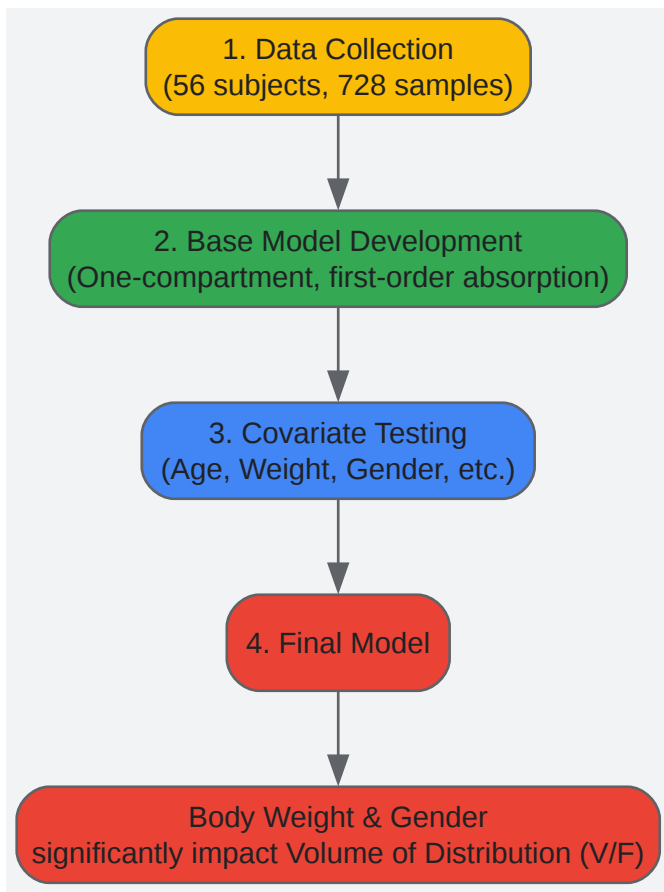 1. Data Collection
(56 subjects, 728 samples)
2. Base Model Development
(One-compartment, first-order absorption)
3. Covariate Testing
(Age, Weight, Gender, etc.)
4. Final Model
Body Weight & Gender
significantly impact Volume of Distribution (V/F)